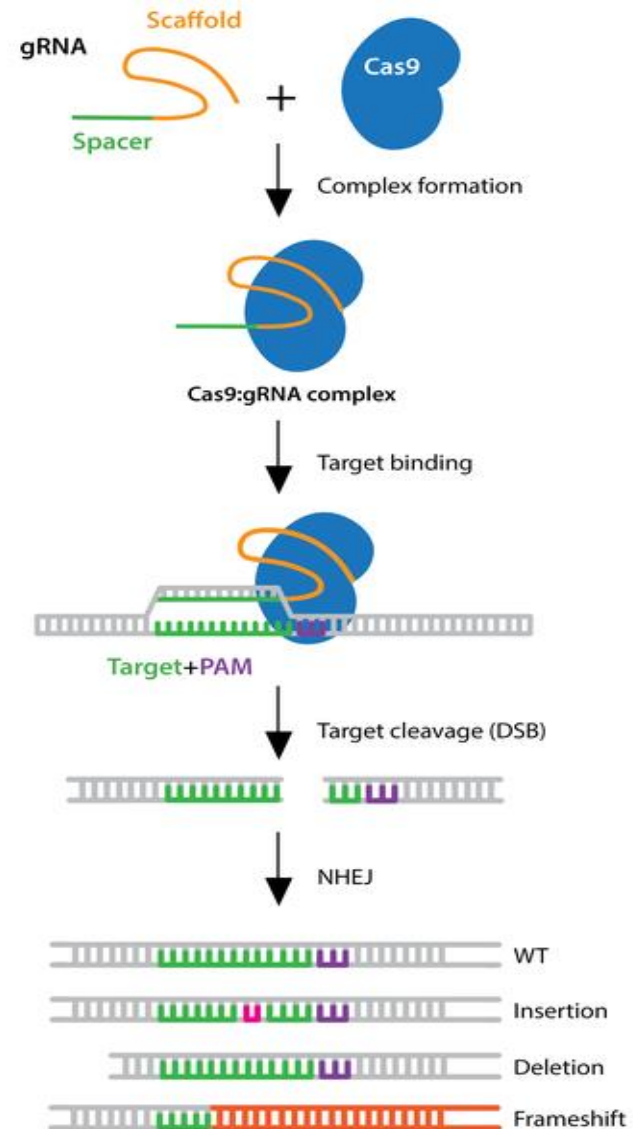 Scaffold
gRNA
Cas9
+
Spacer
Complex formation
Cas9:gRNA complex
Target binding
Target+PAM
Target cleavage (DSB)
NHEJ
WT
Insertion
Deletion
Frameshift